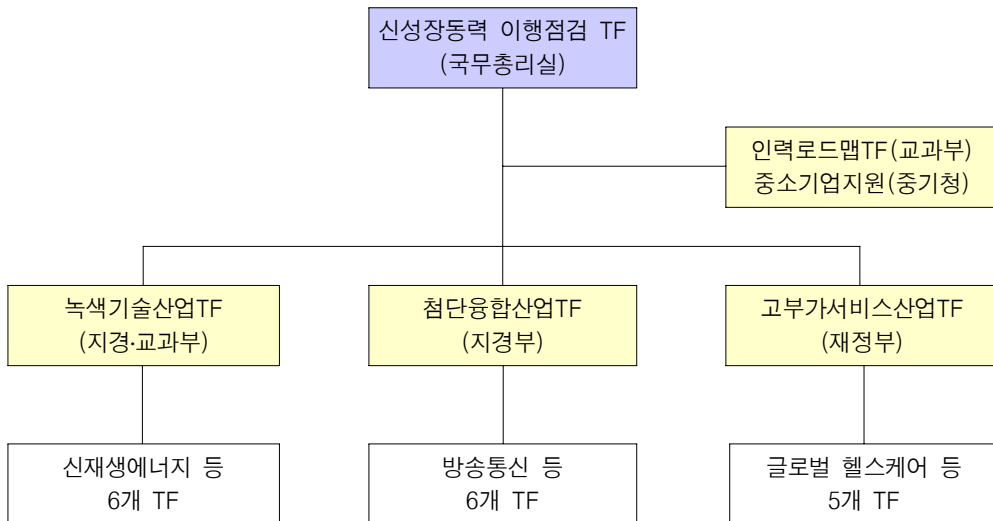 신성장동력 이행점검 TF
(국무총리실)
인력로드맵TF(교과부)
중소기업지원(중기청)
녹색기술산업TF
(지경·교과부)
첨단융합산업TF
(지경부)
고부가서비스산업TF
(재정부)
신재생에너지 등
6개 TF
방송통신 등
6개 TF
글로벌 헬스케어 등
5개 TF